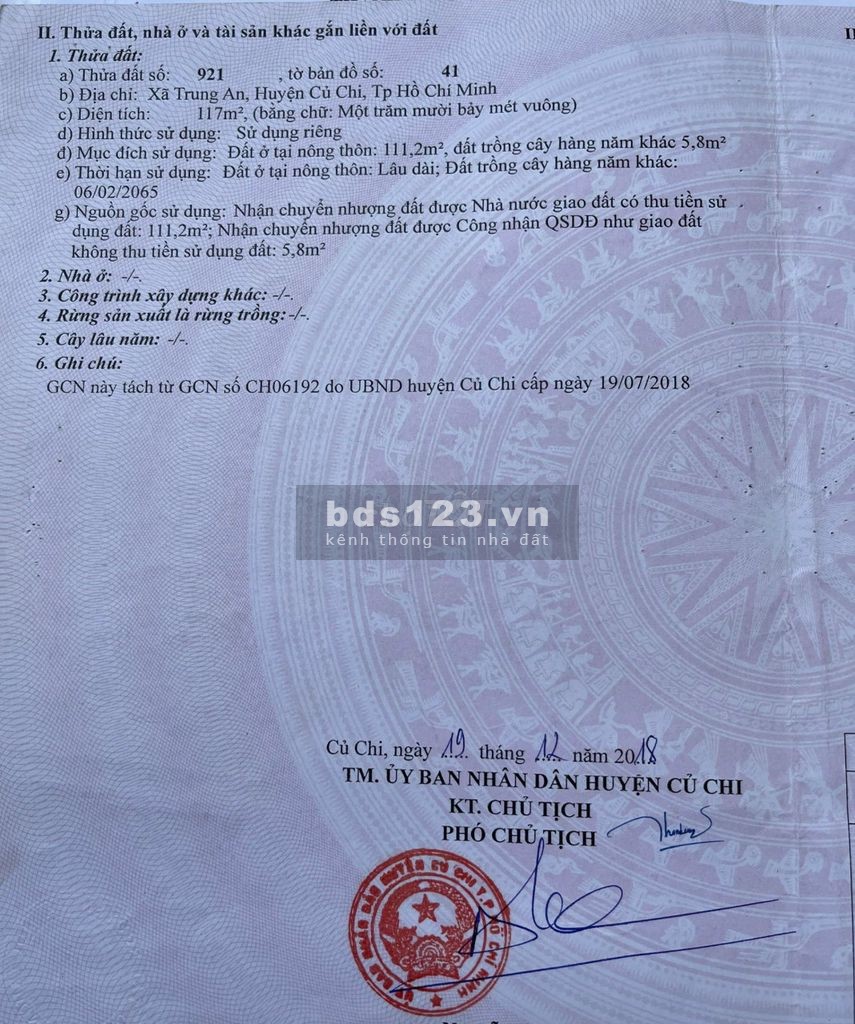 II. Thửa đất, nhà ở và tài sản khác gắn liền với đất
1. Thửa đất:
a) Thửa đất số: 921 , tờ bản đồ số: 41
b) Địa chỉ: Xã Trung An, Huyện Củ Chi, Tp Hồ Chí Minh
c) Diện tích: 117m², (bằng chữ: Một trăm mười bảy mét vuông)
d) Hình thức sử dụng: Sử dụng riêng
đ) Mục đích sử dụng: Đất ở tại nông thôn: 111,2m², đất trồng cây hàng năm khác 5,8m²
e) Thời hạn sử dụng: Đất ở tại nông thôn: Lâu dài; Đất trồng cây hàng năm khác:
06/02/2065
g) Nguồn gốc sử dụng: Nhận chuyển nhượng đất được Nhà nước giao đất có thu tiền sử
dụng đất: 111,2m²; Nhận chuyển nhượng đất được Công nhận QSDĐ như giao đất
không thu tiền sử dụng đất: 5,8m²
2. Nhà ở: -/-.
3. Công trình xây dựng khác: -/-.
4. Rừng sản xuất là rừng trồng: -/-.
5. Cây lâu năm: -/-.
6. Ghi chú:
GCN này tách từ GCN số CH06192 do UBND huyện Củ Chi cấp ngày 19/07/2018
bds123.vn
kênh thông tin nhà đất
Củ Chi, ngày 19 tháng 12 năm 2018
TM. ỦY BAN NHÂN DÂN HUYỆN CỦ CHI
KT. CHỦ TỊCH
PHÓ CHỦ TỊCH
ỦY BAN NHÂN DÂN HUYỆN CỦ CHI T.P HỒ CHÍ MINH